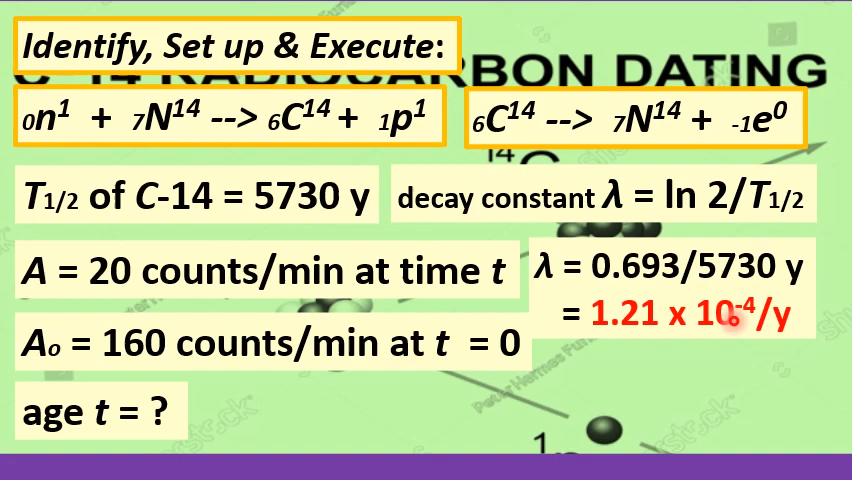 Identify, Set up & Execute:
C-14 RADIOCARBON DATING
₀n¹ + ₇N¹⁴ --> ₆C¹⁴ + ₁p¹
₆C¹⁴ --> ₇N¹⁴ + ₋₁e⁰
¹⁴C
T₁/₂ of C-14 = 5730 y
decay constant λ = ln 2/T₁/₂
A = 20 counts/min at time t
λ = 0.693/5730 y
= 1.21 x 10⁻⁴/y
Aₒ = 160 counts/min at t = 0
age t = ?